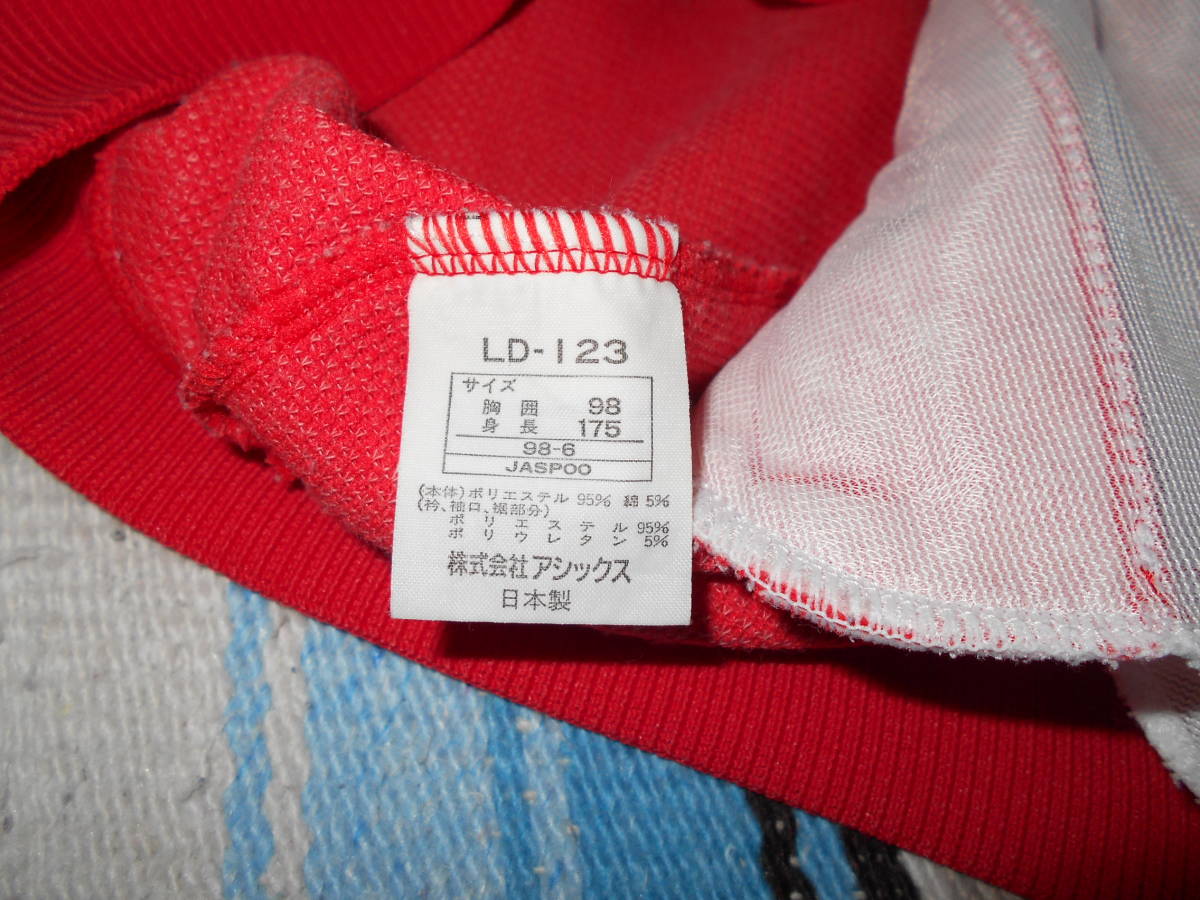 LD-123
サイズ
胸囲 98
身長 175
98-6
JASPOO
(本体)ポリエステル 95% 綿 5%
(衿、袖口、裾部分)
ポリエステル 95%
ポリウレタン 5%
株式会社アシックス
日本製